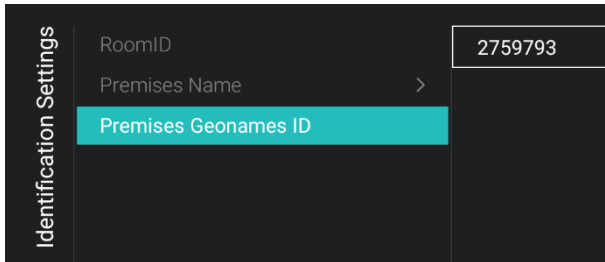 Identification Settings
RoomID
Premises Name
Premises Geonames ID
2759793